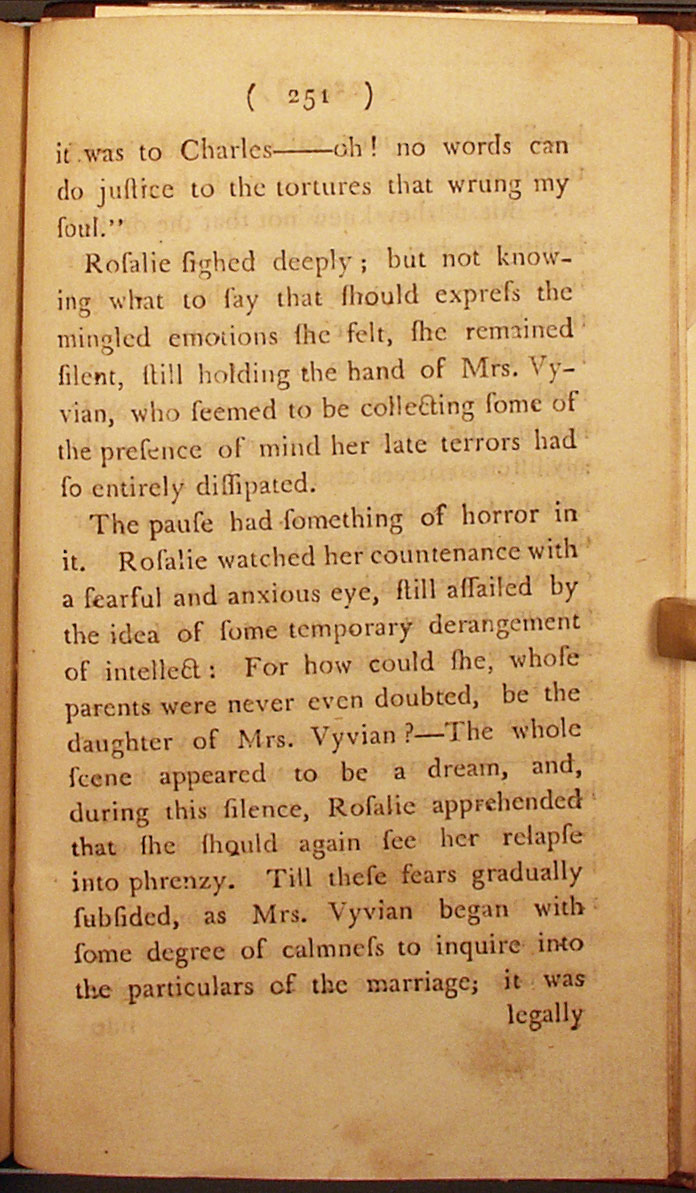 ( 251 )
it was to Charles——oh! no words can
do juſtice to the tortures that wrung my
ſoul.”
Roſalie ſighed deeply; but not know-
ing what to ſay that ſhould expreſs the
mingled emotions ſhe felt, ſhe remained
ſilent, ſtill holding the hand of Mrs. Vy-
vian, who ſeemed to be collecting ſome of
the preſence of mind her late terrors had
ſo entirely diſſipated.
The pauſe had ſomething of horror in
it. Roſalie watched her countenance with
a fearful and anxious eye, ſtill aſſailed by
the idea of ſome temporary derangement
of intellect: For how could ſhe, whoſe
parents were never even doubted, be the
daughter of Mrs. Vyvian?—The whole
ſcene appeared to be a dream, and,
during this ſilence, Roſalie apprehended
that ſhe ſhould again ſee her relapſe
into phrenzy. Till theſe fears gradually
ſubſided, as Mrs. Vyvian began with
ſome degree of calmneſs to inquire into
the particulars of the marriage; it was
legally